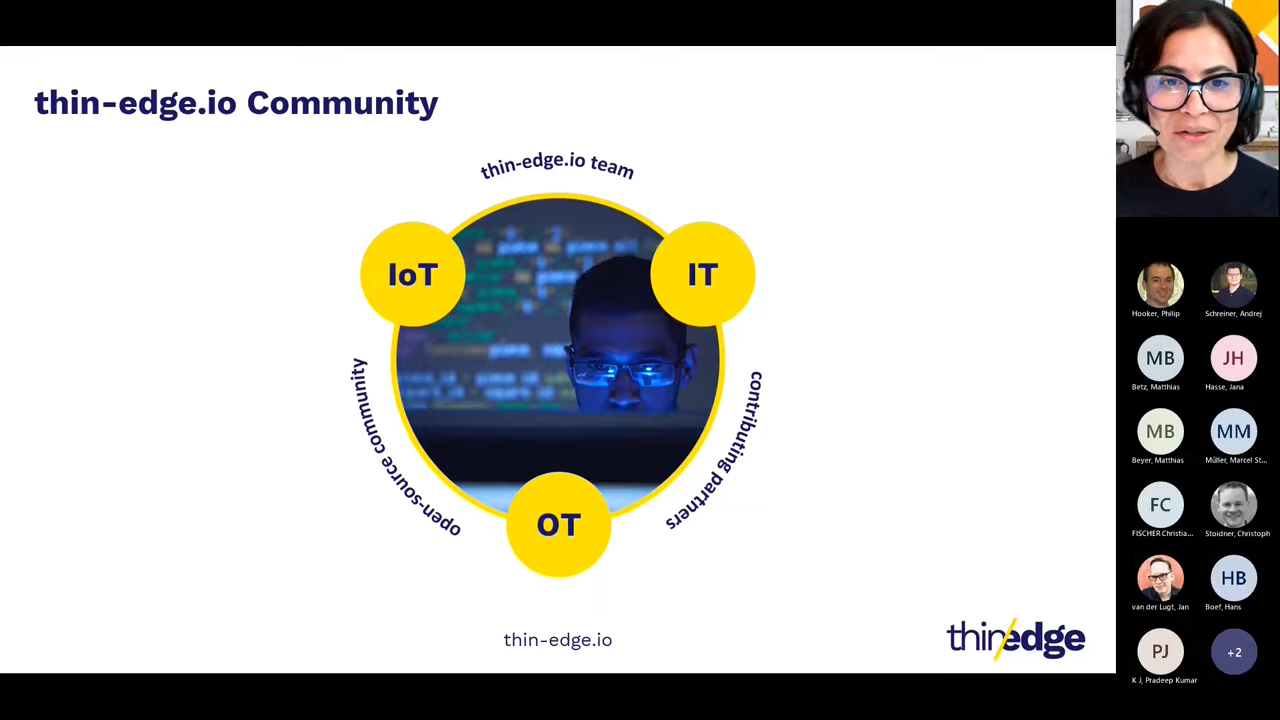 thin-edge.io Community
thin-edge.io team
IoT
IT
open-source community
contributing partners
OT
thin-edge.io
thin/edge
Hooker, Philip
Schreiner, Andrej
MB
JH
Betz, Matthias
Hasse, Jana
MB
MM
Beyer, Matthias
Müller, Marcel St...
FC
FISCHER Christia...
Stoidner, Christoph
HB
van der Lugt, Jan
Boef, Hans
PJ
+2
K J, Pradeep Kumar